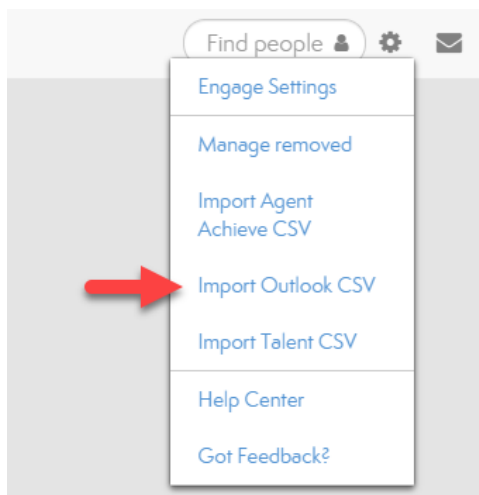 Find people
Engage Settings
Manage removed
Import Agent
Achieve CSV
Import Outlook CSV
Import Talent CSV
Help Center
Got Feedback?